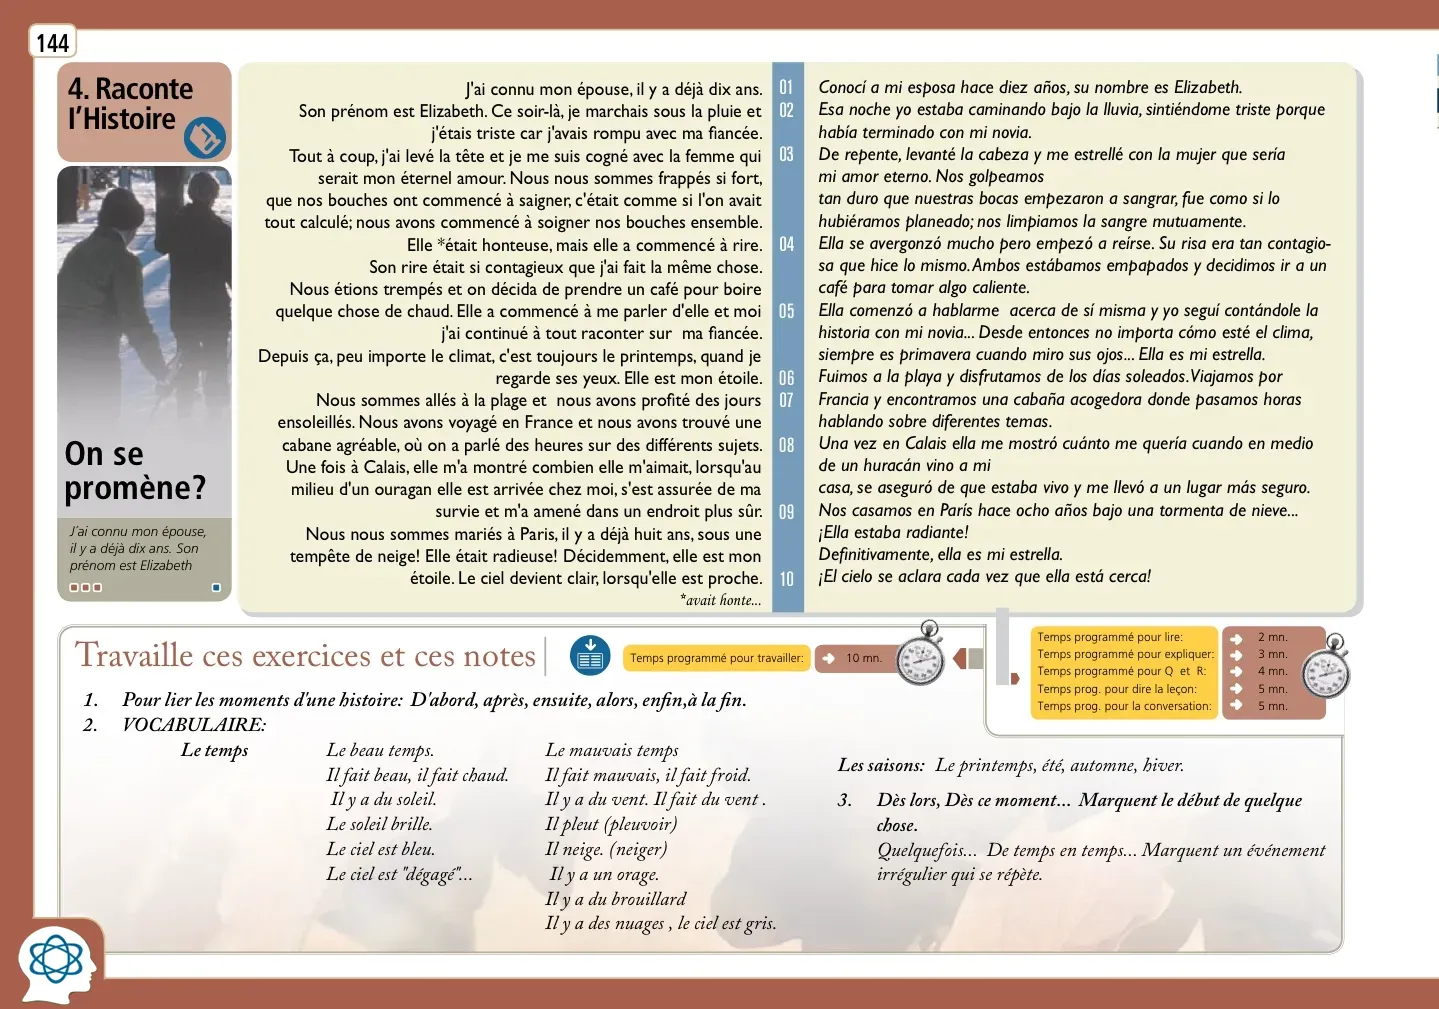 144
4. Raconte
l'Histoire
On se
promène?
J'ai connu mon épouse,
il y a déjà dix ans. Son
prénom est Elizabeth
J'ai connu mon épouse, il y a déjà dix ans.
Son prénom est Elizabeth. Ce soir-là, je marchais sous la pluie et
j'étais triste car j'avais rompu avec ma fiancée.
Tout à coup, j'ai levé la tête et je me suis cogné avec la femme qui
serait mon éternel amour. Nous nous sommes frappés si fort,
que nos bouches ont commencé à saigner, c'était comme si l'on avait
tout calculé; nous avons commencé à soigner nos bouches ensemble.
Elle *était honteuse, mais elle a commencé à rire.
Son rire était si contagieux que j'ai fait la même chose.
Nous étions trempés et on décida de prendre un café pour boire
quelque chose de chaud. Elle a commencé à me parler d'elle et moi
j'ai continué à tout raconter sur ma fiancée.
Depuis ça, peu importe le climat, c'est toujours le printemps, quand je
regarde ses yeux. Elle est mon étoile.
Nous sommes allés à la plage et nous avons profité des jours
ensoleillés. Nous avons voyagé en France et nous avons trouvé une
cabane agréable, où on a parlé des heures sur des différents sujets.
Une fois à Calais, elle m'a montré combien elle m'aimait, lorsqu'au
milieu d'un ouragan elle est arrivée chez moi, s'est assurée de ma
survie et m'a amené dans un endroit plus sûr.
Nous nous sommes mariés à Paris, il y a déjà huit ans, sous une
tempête de neige! Elle était radieuse! Décidemment, elle est mon
étoile. Le ciel devient clair, lorsqu'elle est proche.
*avait honte...
01
02
03
04
05
06
07
08
09
10
Conocí a mi esposa hace diez años, su nombre es Elizabeth.
Esa noche yo estaba caminando bajo la lluvia, sintiéndome triste porque
había terminado con mi novia.
De repente, levanté la cabeza y me estrellé con la mujer que sería
mi amor eterno. Nos golpeamos
tan duro que nuestras bocas empezaron a sangrar, fue como si lo
hubiéramos planeado; nos limpiamos la sangre mutuamente.
Ella se avergonzó mucho pero empezó a reírse. Su risa era tan contagio-
sa que hice lo mismo. Ambos estábamos empapados y decidimos ir a un
café para tomar algo caliente.
Ella comenzó a hablarme acerca de sí misma y yo seguí contándole la
historia con mi novia... Desde entonces no importa cómo esté el clima,
siempre es primavera cuando miro sus ojos... Ella es mi estrella.
Fuimos a la playa y disfrutamos de los días soleados. Viajamos por
Francia y encontramos una cabaña acogedora donde pasamos horas
hablando sobre diferentes temas.
Una vez en Calais ella me mostró cuánto me quería cuando en medio
de un huracán vino a mi
casa, se aseguró de que estaba vivo y me llevó a un lugar más seguro.
Nos casamos en París hace ocho años bajo una tormenta de nieve...
¡Ella estaba radiante!
Definitivamente, ella es mi estrella.
¡El cielo se aclara cada vez que ella está cerca!
Travaille ces exercices et ces notes
Temps programmé pour travailler: 10 mn.
Temps programmé pour lire: 2 mn.
Temps programmé pour expliquer: 3 mn.
Temps programmé pour Q et R: 4 mn.
Temps prog. pour dire la leçon: 5 mn.
Temps prog. pour la conversation: 5 mn.
1. Pour lier les moments d'une histoire: D'abord, après, ensuite, alors, enfin,à la fin.
2. VOCABULAIRE:
Le temps
Le beau temps.
Il fait beau, il fait chaud.
Il y a du soleil.
Le soleil brille.
Le ciel est bleu.
Le ciel est "dégagé"...
Le mauvais temps
Il fait mauvais, il fait froid.
Il y a du vent. Il fait du vent .
Il pleut (pleuvoir)
Il neige. (neiger)
Il y a un orage.
Il y a du brouillard
Il y a des nuages , le ciel est gris.
Les saisons: Le printemps, été, automne, hiver.
3. Dès lors, Dès ce moment... Marquent le début de quelque
chose.
Quelquefois... De temps en temps... Marquent un événement
irrégulier qui se répète.